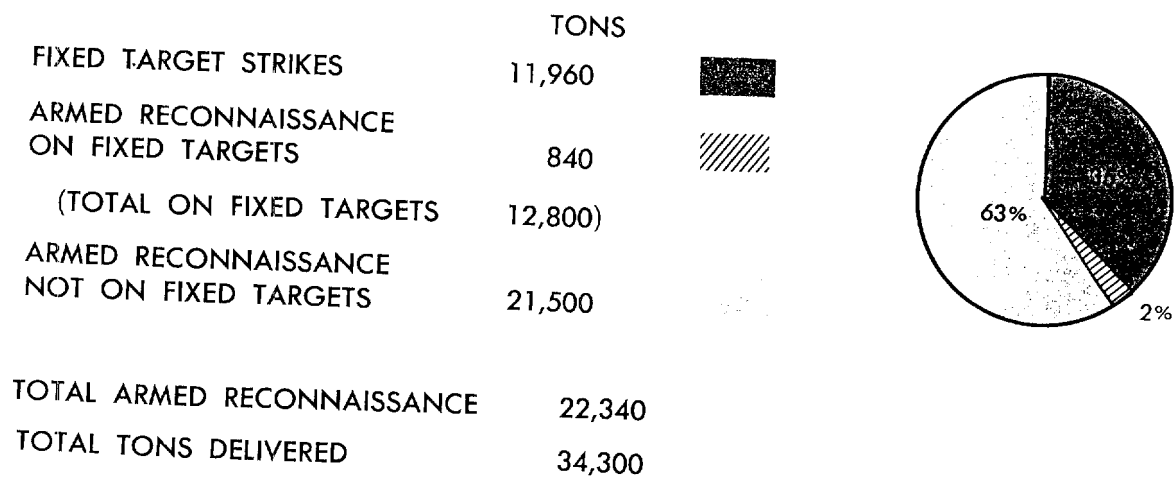 TONS
FIXED TARGET STRIKES 11,960
ARMED RECONNAISSANCE
ON FIXED TARGETS 840
(TOTAL ON FIXED TARGETS 12,800)
ARMED RECONNAISSANCE
NOT ON FIXED TARGETS 21,500
TOTAL ARMED RECONNAISSANCE 22,340
TOTAL TONS DELIVERED 34,300
63%
2%